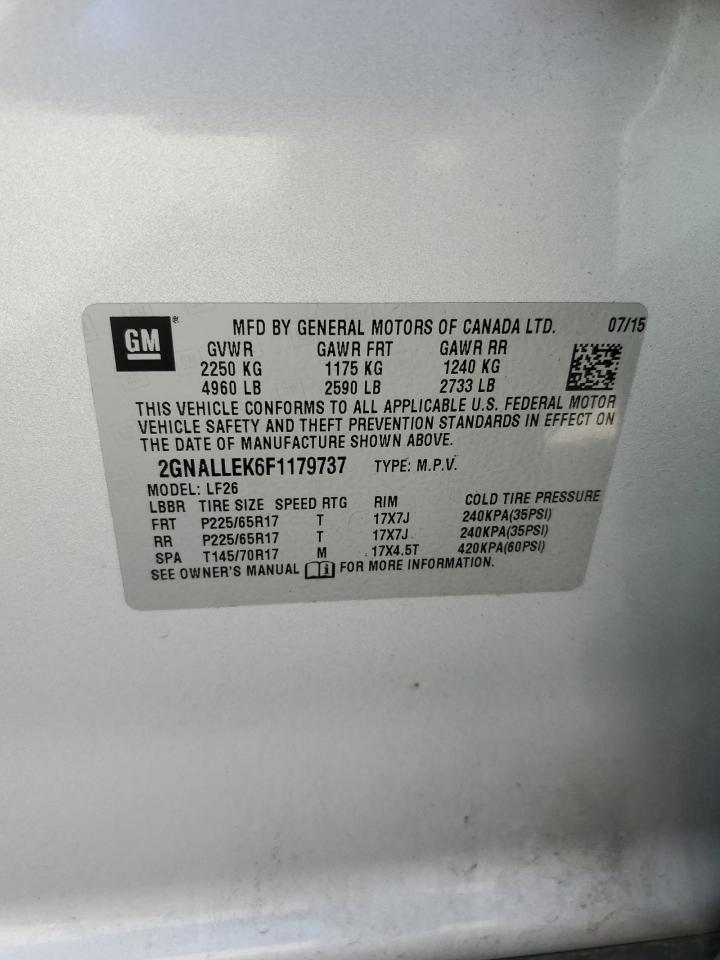 GM ® MFD BY GENERAL MOTORS OF CANADA LTD. 07/15
GVWR GAWR FRT GAWR RR
2250 KG 1175 KG 1240 KG
4960 LB 2590 LB 2733 LB
THIS VEHICLE CONFORMS TO ALL APPLICABLE U.S. FEDERAL MOTOR
VEHICLE SAFETY AND THEFT PREVENTION STANDARDS IN EFFECT ON
THE DATE OF MANUFACTURE SHOWN ABOVE.
2GNALLEK6F1179737 TYPE: M.P.V.
MODEL: LF26
LBBR TIRE SIZE SPEED RTG RIM COLD TIRE PRESSURE
FRT P225/65R17 T 17X7J 240KPA(35PSI)
RR P225/65R17 T 17X7J 240KPA(35PSI)
SPA T145/70R17 M 17X4.5T 420KPA(60PSI)
SEE OWNER'S MANUAL i FOR MORE INFORMATION.